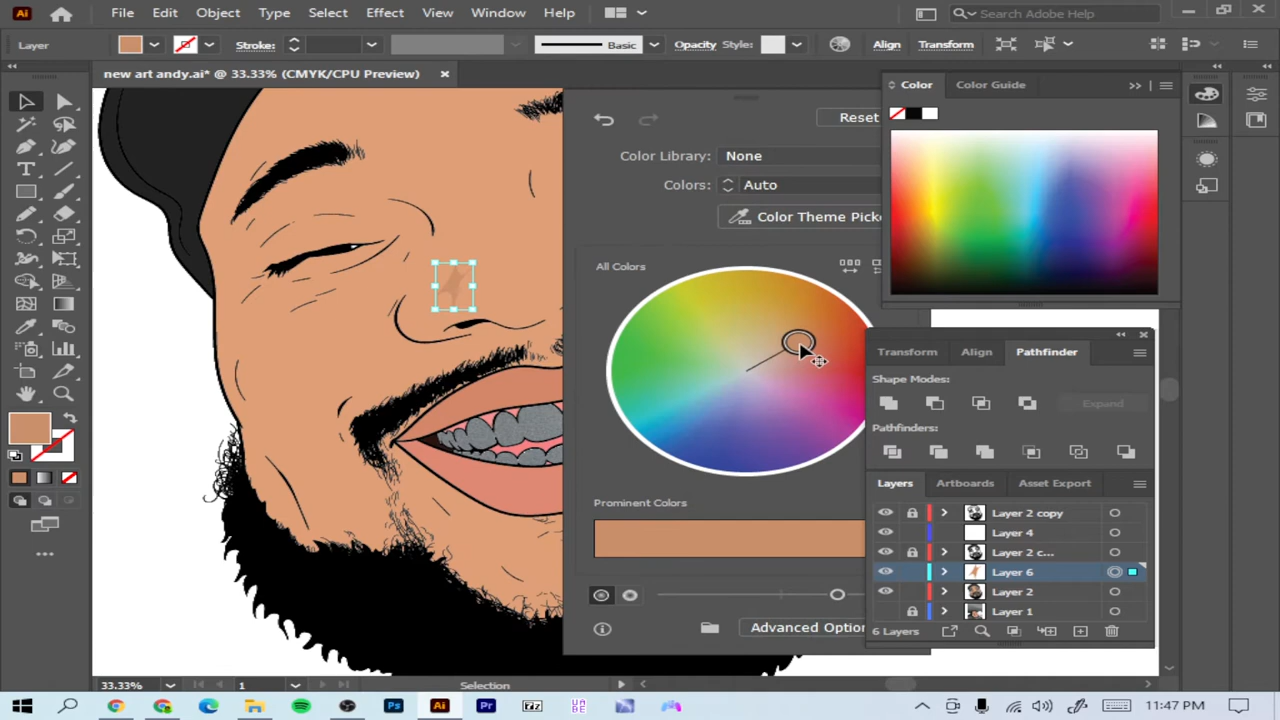 Ai File Edit Object Type Select Effect View Window Help Search Adobe Help
Layer Stroke: Basic Opacity Style: Align Transform
new art andy.ai* @ 33.33% (CMYK/CPU Preview)
Color Color Guide
Reset
Color Library: None
Colors: Auto
Color Theme Picke
All Colors
Transform Align Pathfinder
Shape Modes:
Expand
Pathfinders:
Layers Artboards Asset Export
Prominent Colors
Layer 2 copy
Layer 4
Layer 2 c...
Layer 6
Layer 2
Layer 1
6 Layers
Advanced Option
33.33% 1 Selection
Ps Ai Pr 11:47 PM